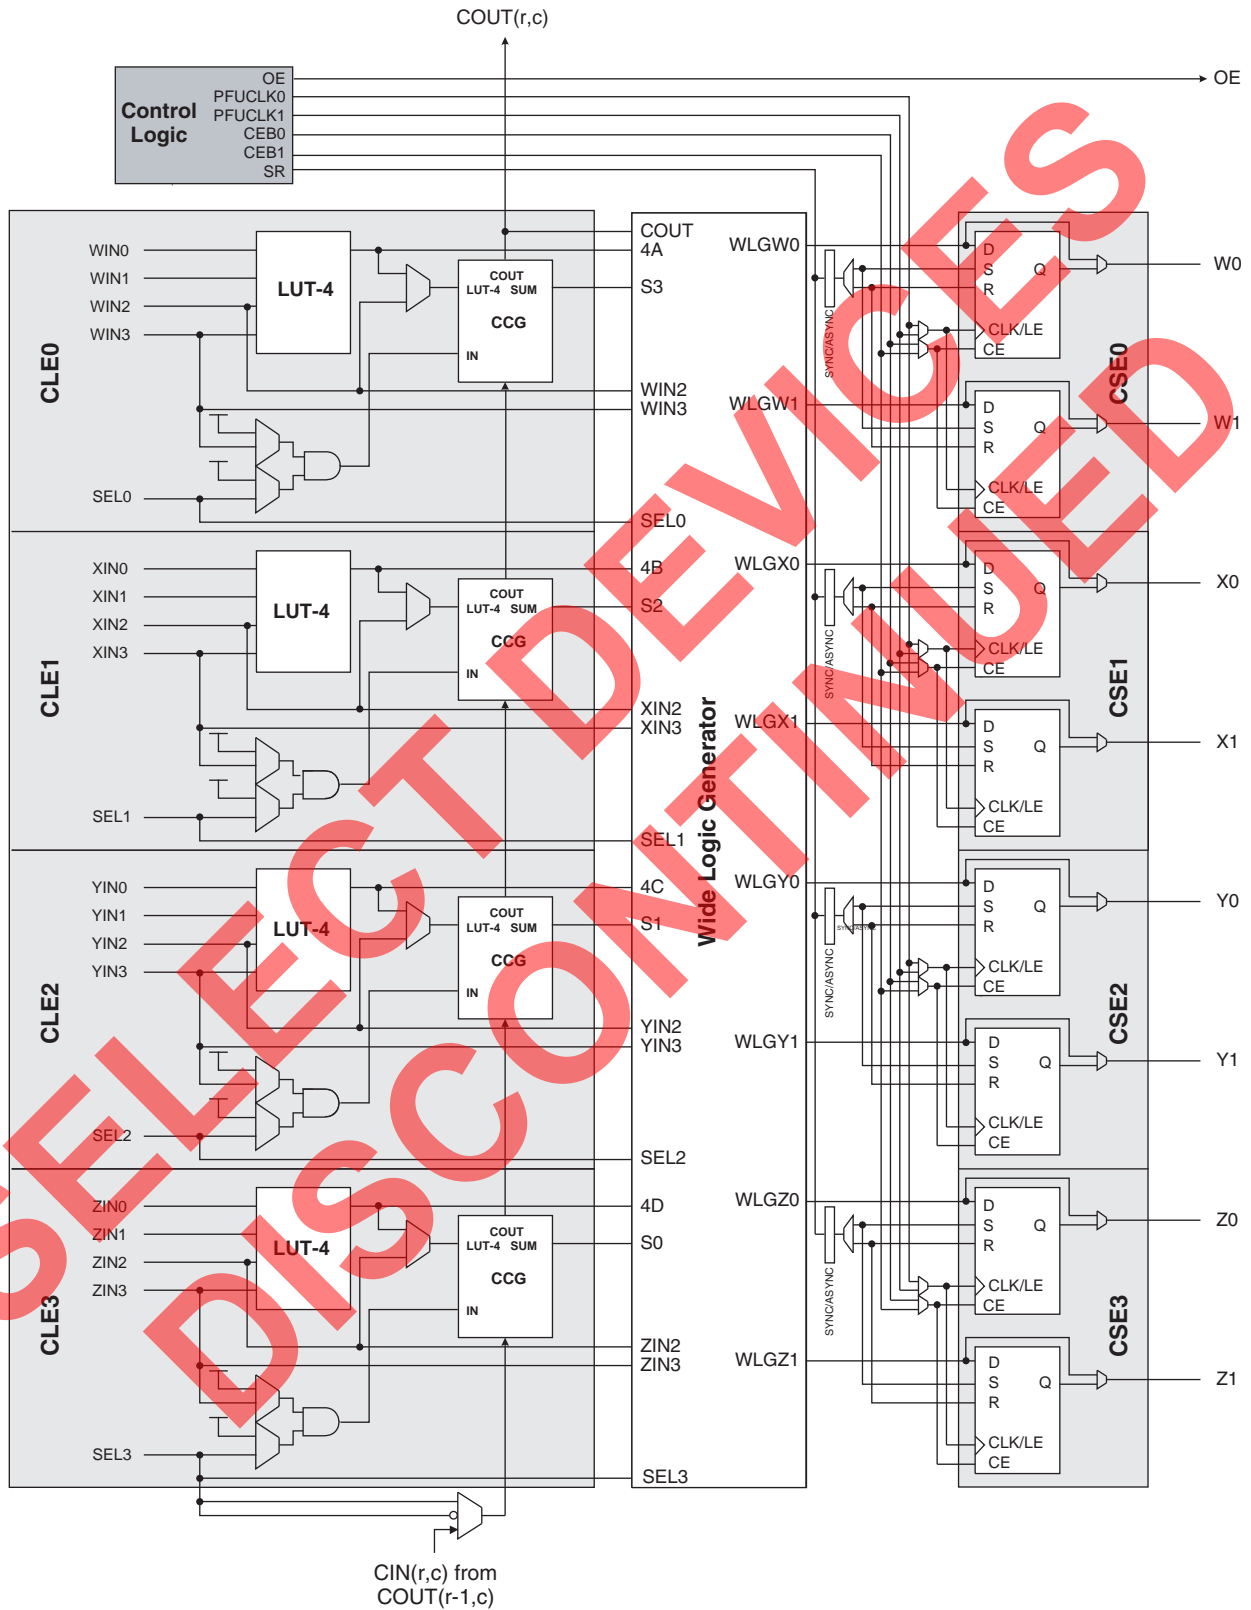 COUT(r,c)
OE
OE
PFUCLK0
PFUCLK1
CEB0
CEB1
SR
Control
Logic
CLE0
WIN0
WIN1
WIN2
WIN3
LUT-4
COUT
LUT-4 SUM
CCG
IN
SEL0
CLE1
XIN0
XIN1
XIN2
XIN3
LUT-4
COUT
LUT-4 SUM
CCG
IN
SEL1
CLE2
YIN0
YIN1
YIN2
YIN3
LUT-4
COUT
LUT-4 SUM
CCG
IN
SEL2
CLE3
ZIN0
ZIN1
ZIN2
ZIN3
LUT-4
COUT
LUT-4 SUM
CCG
IN
SEL3
CIN(r,c) from
COUT(r-1,c)
Wide Logic Generator
COUT
4A
S3
WIN2
WIN3
SEL0
4B
S2
XIN2
XIN3
SEL1
4C
S1
YIN2
YIN3
SEL2
4D
S0
ZIN2
ZIN3
SEL3
WLGW0
WLGW1
WLGX0
WLGX1
WLGY0
WLGY1
WLGZ0
WLGZ1
SYNC/ASYNC
SYNC/ASYNC
SYNC/ASYNC
SYNC/ASYNC
SYNC/ASYNC
CSE0
D
S
R
Q
CLK/LE
CE
W0
D
S
R
Q
CLK/LE
CE
W1
CSE1
D
S
R
Q
CLK/LE
CE
X0
D
S
R
Q
CLK/LE
CE
X1
CSE2
D
S
R
Q
CLK/LE
CE
Y0
D
S
R
Q
CLK/LE
CE
Y1
CSE3
D
S
R
Q
CLK/LE
CE
Z0
D
S
R
Q
CLK/LE
CE
Z1
SELECT DEVICES
DISCONTINUED